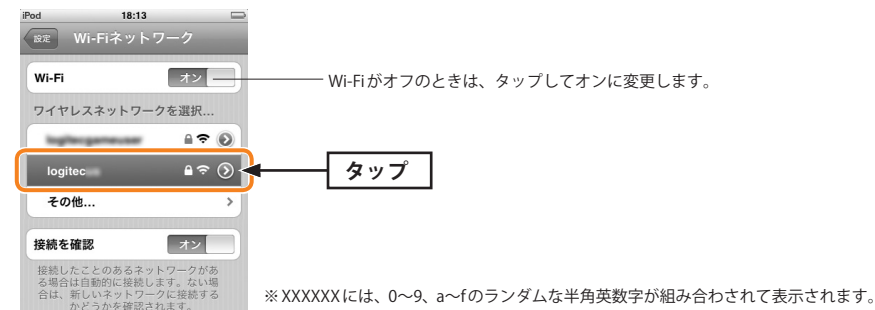 iPod 18:13
設定 Wi-Fiネットワーク
Wi-Fi オン
Wi-Fiがオフのときは、タップしてオンに変更します。
ワイヤレスネットワークを選択...
logitec
タップ
その他...
接続を確認 オン
接続したことのあるネットワークがあ
る場合は自動的に接続します。ない場
合は、新しいネットワークに接続する
かどうかを確認されます。
※XXXXXXには、0〜9、a〜fのランダムな半角英数字が組み合わされて表示されます。